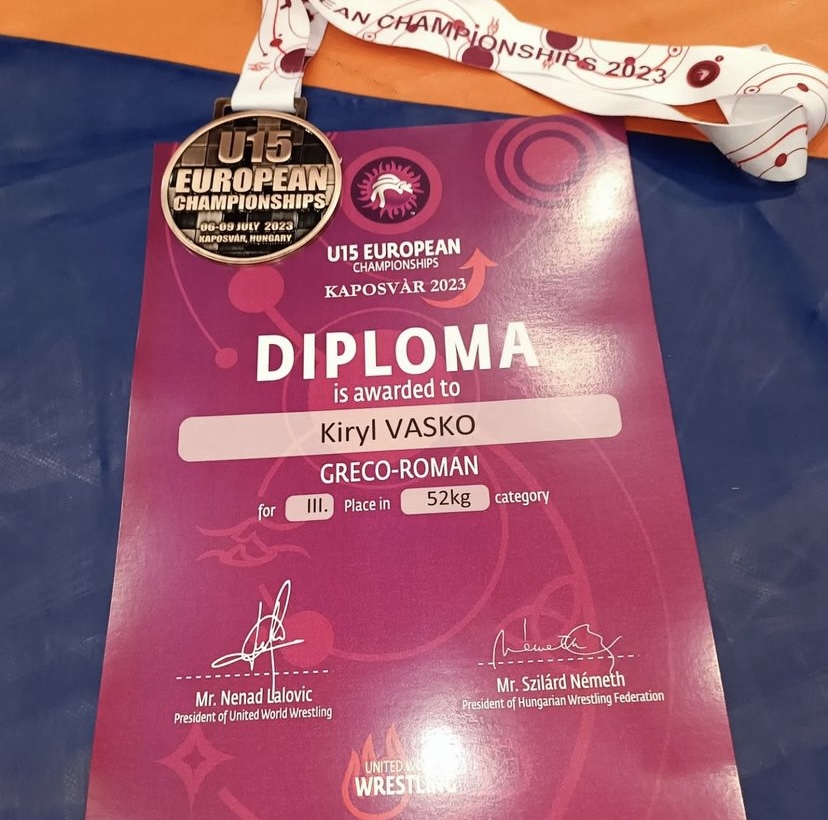 EAN CHAMPIONSHIPS 2023
U15
EUROPEAN
CHAMPIONSHIPS
06-09 JULY 2023
KAPOSVÁR, HUNGARY
U15 EUROPEAN
CHAMPIONSHIPS
KAPOSVÀR 2023
DIPLOMA
is awarded to
Kiryl VASKO
GRECO-ROMAN
for III. Place in 52kg category
Mr. Nenad Lalovic
President of United World Wrestling
Mr. Szilárd Németh
President of Hungarian Wrestling Federation
UNITED
WRESTLING